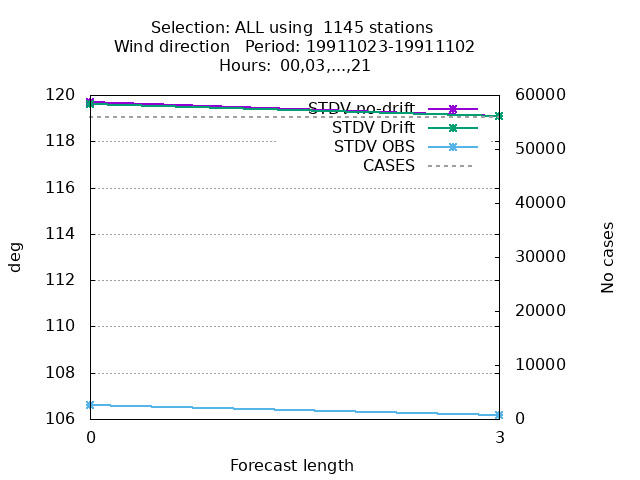 Selection: ALL using  1145 stations
Wind direction   Period: 19911023-19911102
Hours: 00,03,...,21
120
118
116
114
112
110
108
106
deg
60000
50000
40000
30000
20000
10000
0
No cases
STDV no-drift
STDV Drift
STDV OBS
CASES
0
3
Forecast length